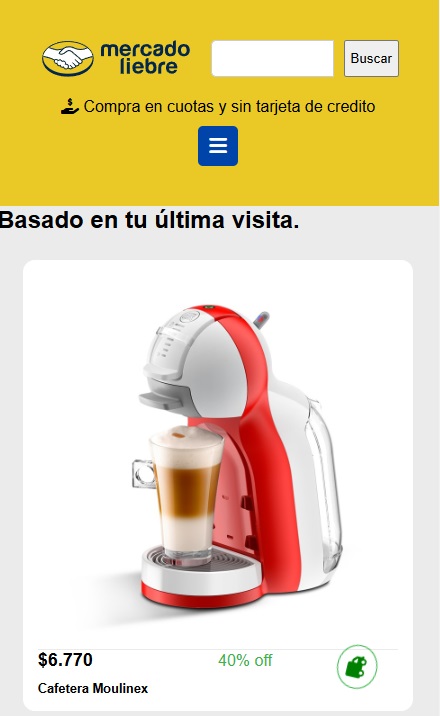 mercado
liebre
Buscar
Compra en cuotas y sin tarjeta de credito
Basado en tu última visita.
$6.770
40% off
Cafetera Moulinex